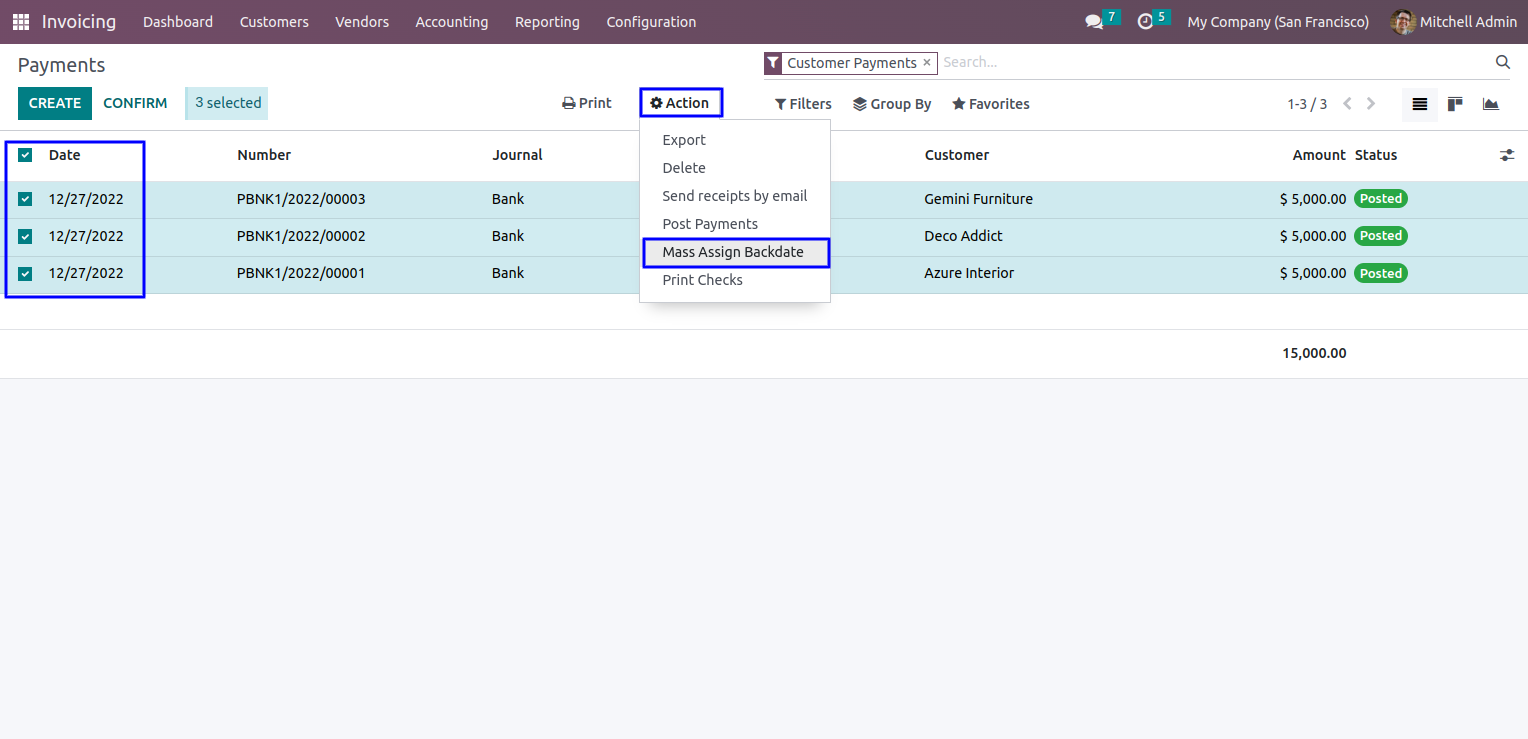 Invoicing Dashboard Customers Vendors Accounting Reporting Configuration 7 5 My Company (San Francisco) Mitchell Admin
Payments Customer Payments × Search...
CREATE CONFIRM 3 selected Print Action Filters Group By Favorites 1-3 / 3
Export
Delete
Send receipts by email
Post Payments
Mass Assign Backdate
Print Checks
Date Number Journal Customer Amount Status
12/27/2022 PBNK1/2022/00003 Bank Gemini Furniture $ 5,000.00 Posted
12/27/2022 PBNK1/2022/00002 Bank Deco Addict $ 5,000.00 Posted
12/27/2022 PBNK1/2022/00001 Bank Azure Interior $ 5,000.00 Posted
15,000.00